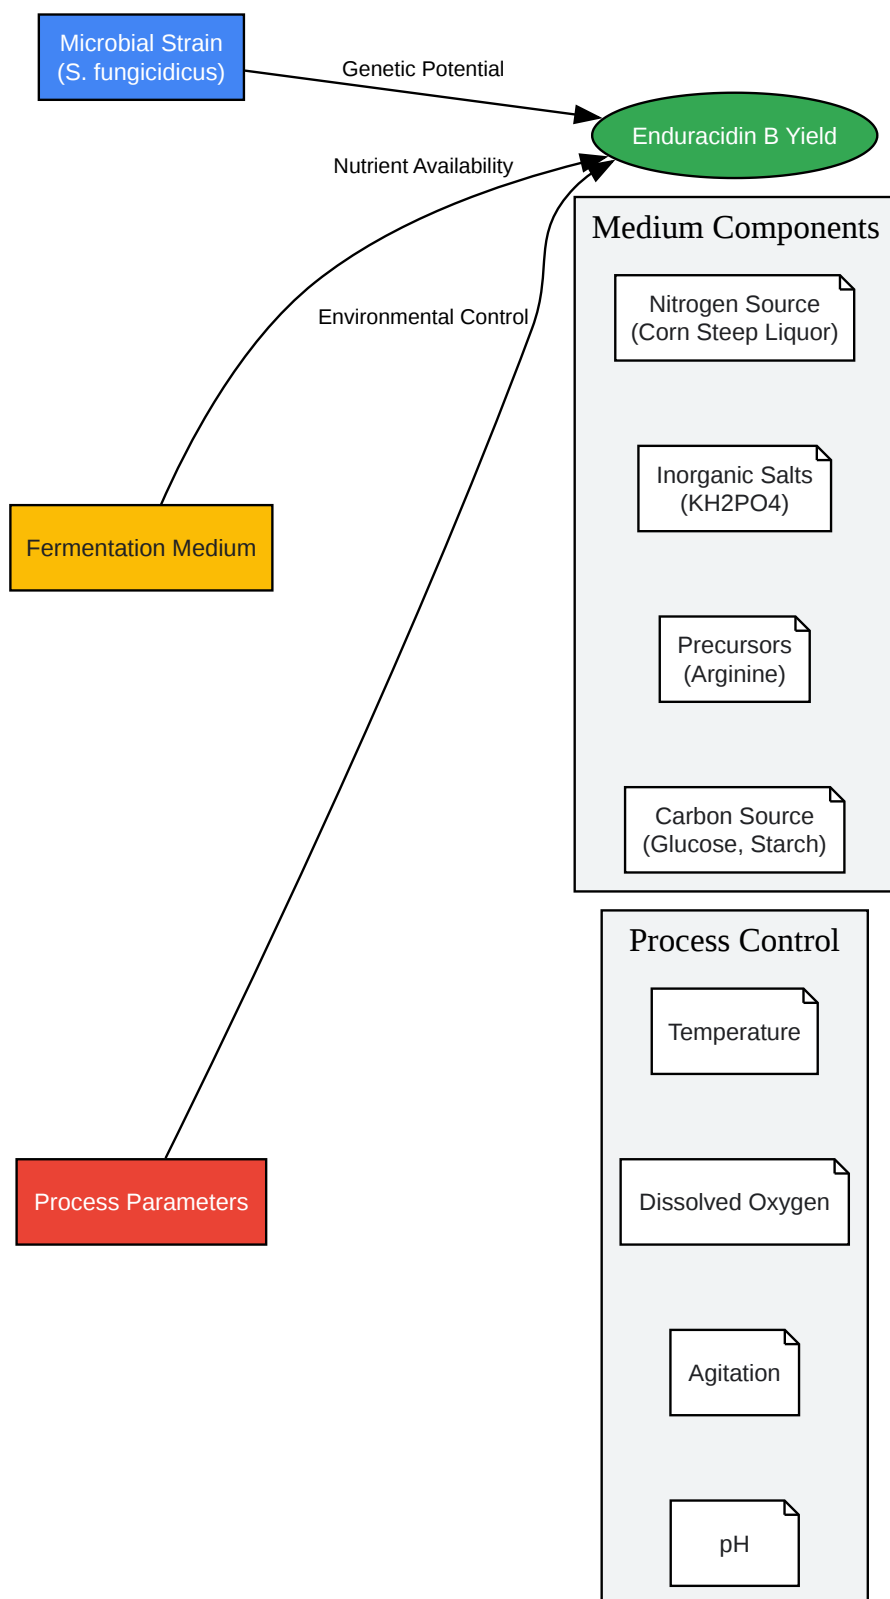 Microbial Strain
(S. fungicidicus)
Genetic Potential
Enduracidin B Yield
Nutrient Availability
Medium Components
Nitrogen Source
(Corn Steep Liquor)
Environmental Control
Inorganic Salts
(KH2PO4)
Fermentation Medium
Precursors
(Arginine)
Carbon Source
(Glucose, Starch)
Process Control
Temperature
Process Parameters
Dissolved Oxygen
Agitation
pH